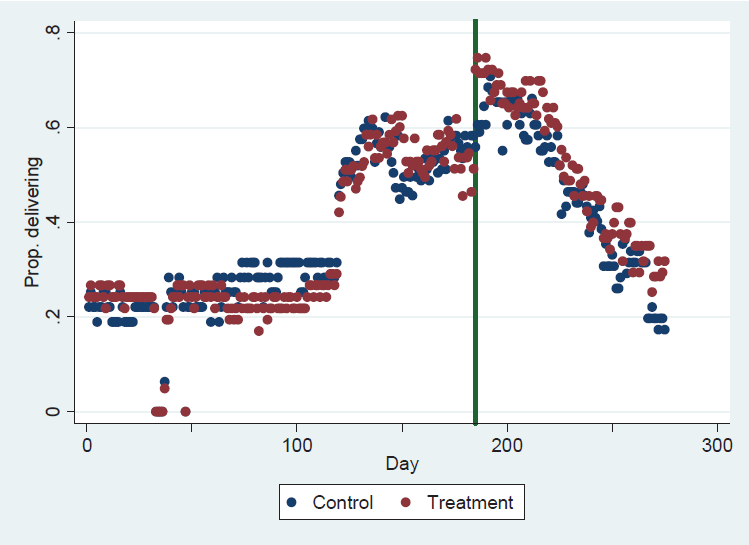 .8
.6
.4
.2
0
Prop. delivering
0 100 200 300
Day
Control Treatment